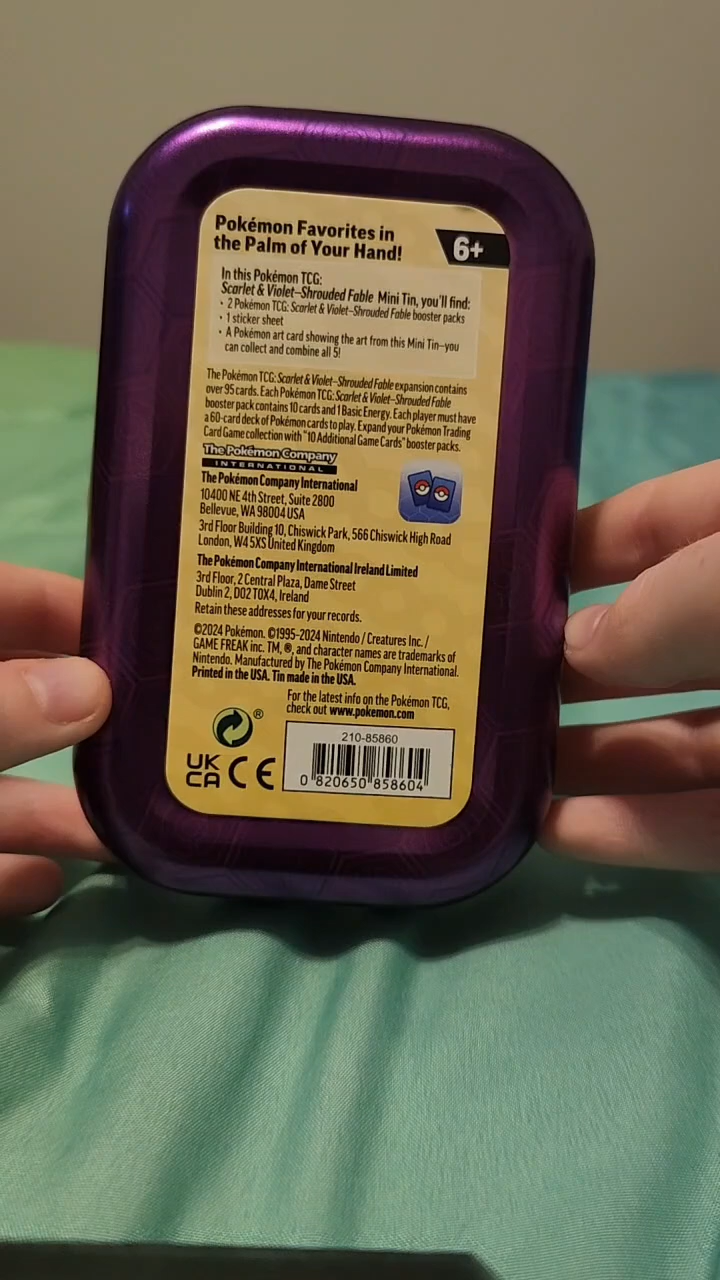 Pokémon Favorites in
the Palm of Your Hand!
6+
In this Pokémon TCG:
Scarlet & Violet—Shrouded Fable Mini Tin, you'll find:
• 2 Pokémon TCG: Scarlet & Violet—Shrouded Fable booster packs
• 1 sticker sheet
• A Pokémon art card showing the art from this Mini Tin—you
can collect and combine all 5!
The Pokémon TCG: Scarlet & Violet—Shrouded Fable expansion contains
over 95 cards. Each Pokémon TCG: Scarlet & Violet—Shrouded Fable
booster pack contains 10 cards and 1 Basic Energy. Each player must have
a 60-card deck of Pokémon cards to play. Expand your Pokémon Trading
Card Game collection with "10 Additional Game Cards" booster packs.
The Pokémon Company
INTERNATIONAL
The Pokémon Company International
10400 NE 4th Street, Suite 2800
Bellevue, WA 98004 USA
3rd Floor Building 10, Chiswick Park, 566 Chiswick High Road
London, W4 5XS United Kingdom
The Pokémon Company International Ireland Limited
3rd Floor, 2 Central Plaza, Dame Street
Dublin 2, D02 T0X4, Ireland
Retain these addresses for your records.
©2024 Pokémon. ©1995-2024 Nintendo / Creatures Inc. /
GAME FREAK inc. TM, ®, and character names are trademarks of
Nintendo. Manufactured by The Pokémon Company International.
Printed in the USA. Tin made in the USA.
For the latest info on the Pokémon TCG,
check out www.pokemon.com
®
UK
CA CE
210-85860
0 820650 858604